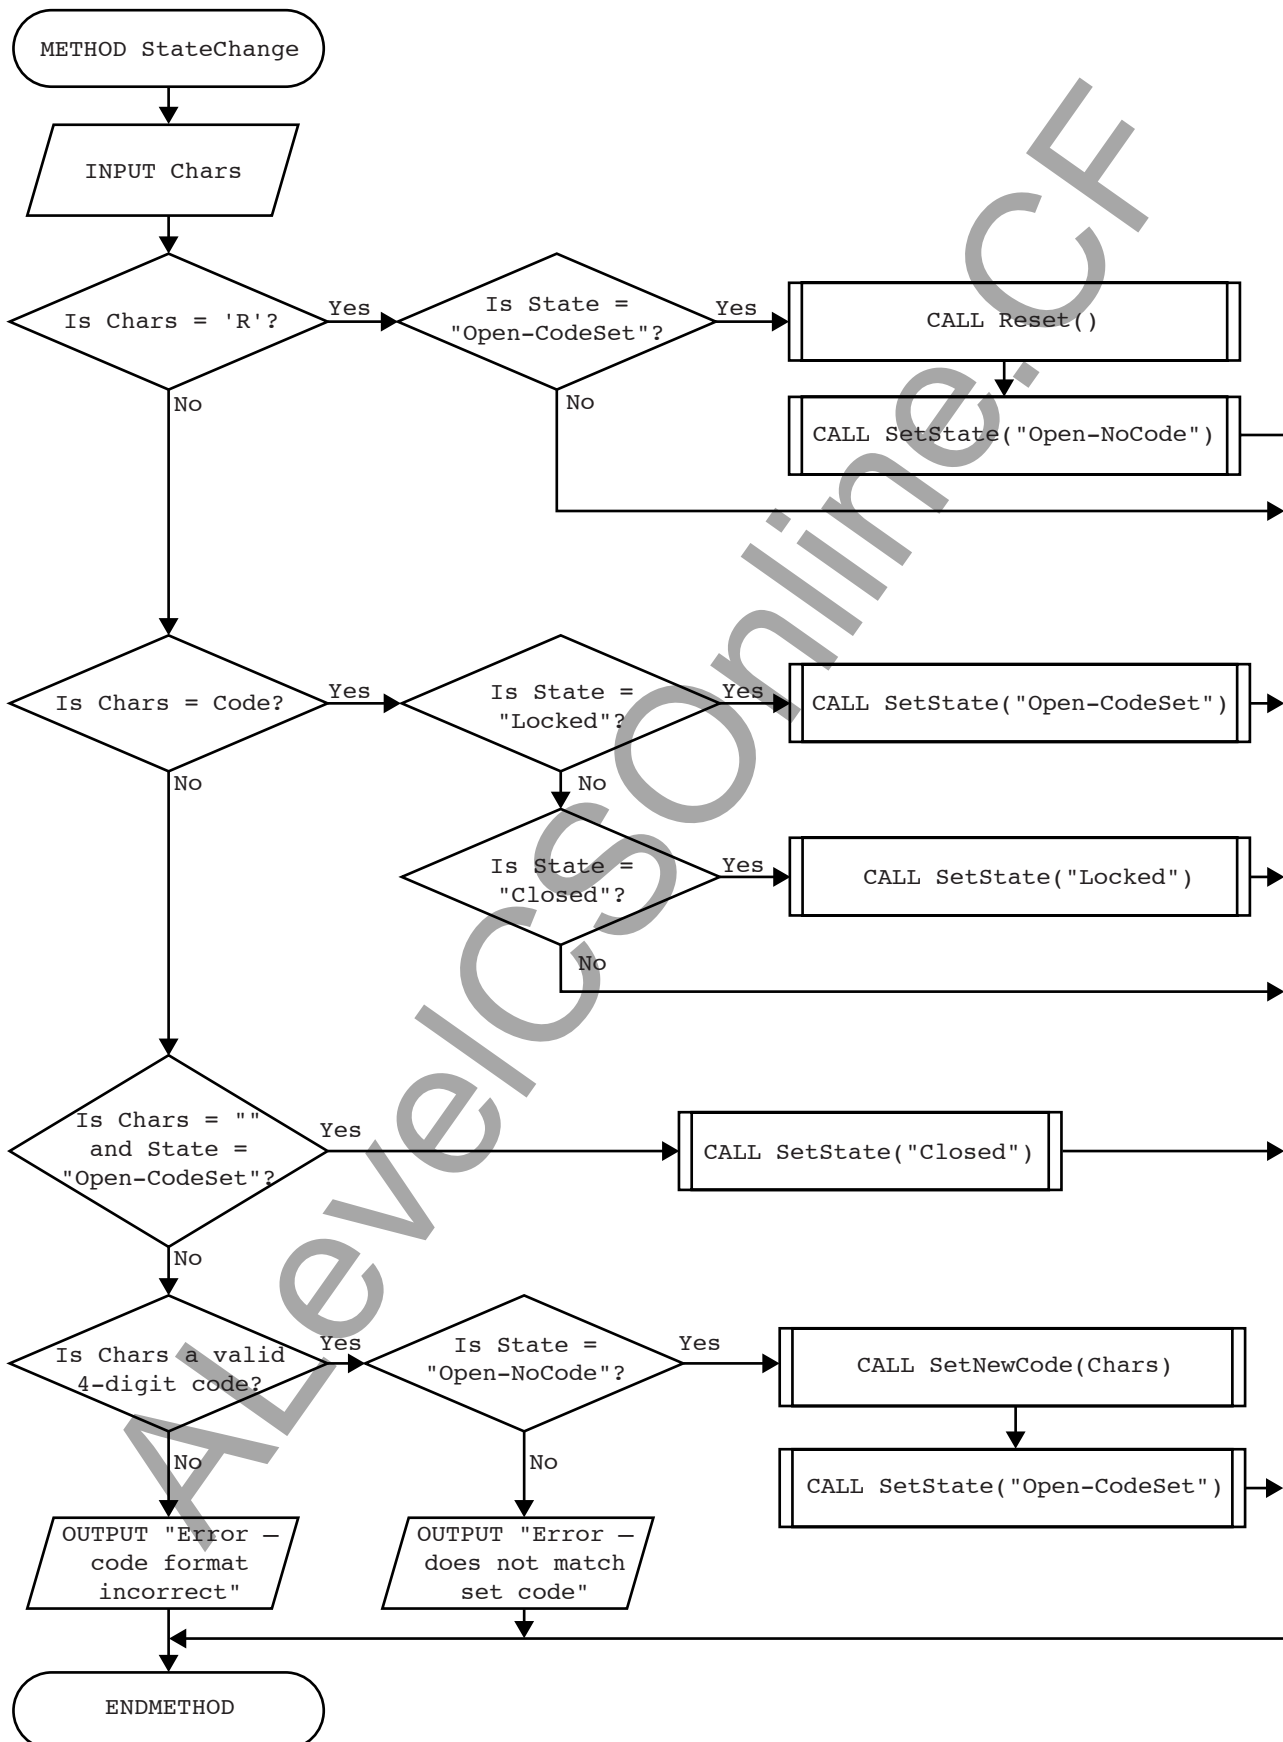 METHOD StateChange
INPUT Chars
Is Chars = 'R'?
Yes
Is State =
"Open-CodeSet"?
Yes
CALL Reset()
No
No
CALL SetState("Open-NoCode")
Is Chars = Code?
Yes
Is State =
"Locked"?
Yes
CALL SetState("Open-CodeSet")
No
No
Is State =
"Closed"?
Yes
CALL SetState("Locked")
No
Is Chars = ""
and State =
"Open-CodeSet"?
Yes
CALL SetState("Closed")
No
Is Chars a valid
4-digit code?
Yes
Is State =
"Open-NoCode"?
Yes
CALL SetNewCode(Chars)
No
No
CALL SetState("Open-CodeSet")
OUTPUT "Error –
code format
incorrect"
OUTPUT "Error –
does not match
set code"
ENDMETHOD
ALevelCSOnline.CF